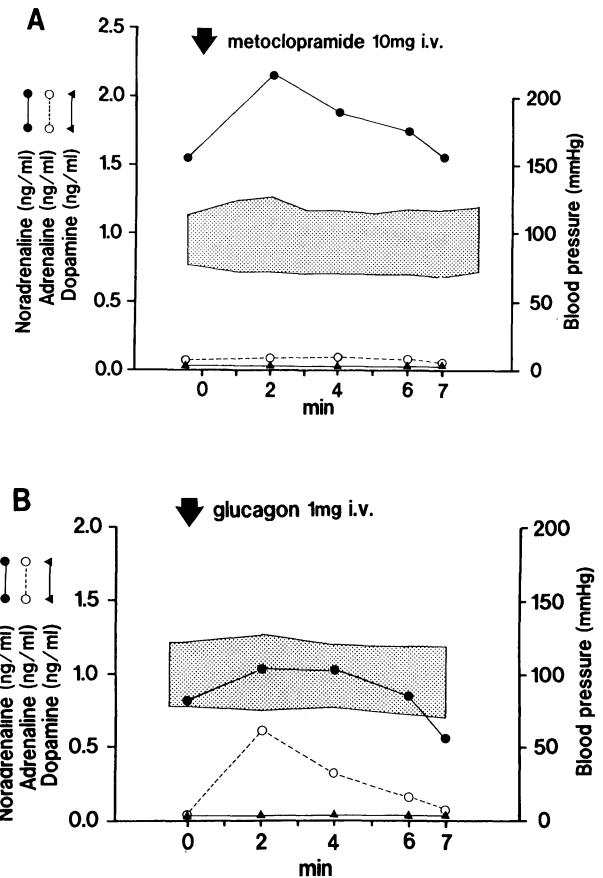 A
metoclopramide 10mg i.v.
2.5
2.0
1.5
1.0
0.5
0.0
Noradrenaline (ng/ml)
Adrenaline (ng/ml)
Dopamine (ng/ml)
200
150
100
50
0
Blood pressure (mmHg)
0 2 4 6 7
min
B
glucagon 1mg i.v.
2.0
1.5
1.0
0.5
0.0
Noradrenaline (ng/ml)
Adrenaline (ng/ml)
Dopamine (ng/ml)
200
150
100
50
0
Blood pressure (mmHg)
0 2 4 6 7
min